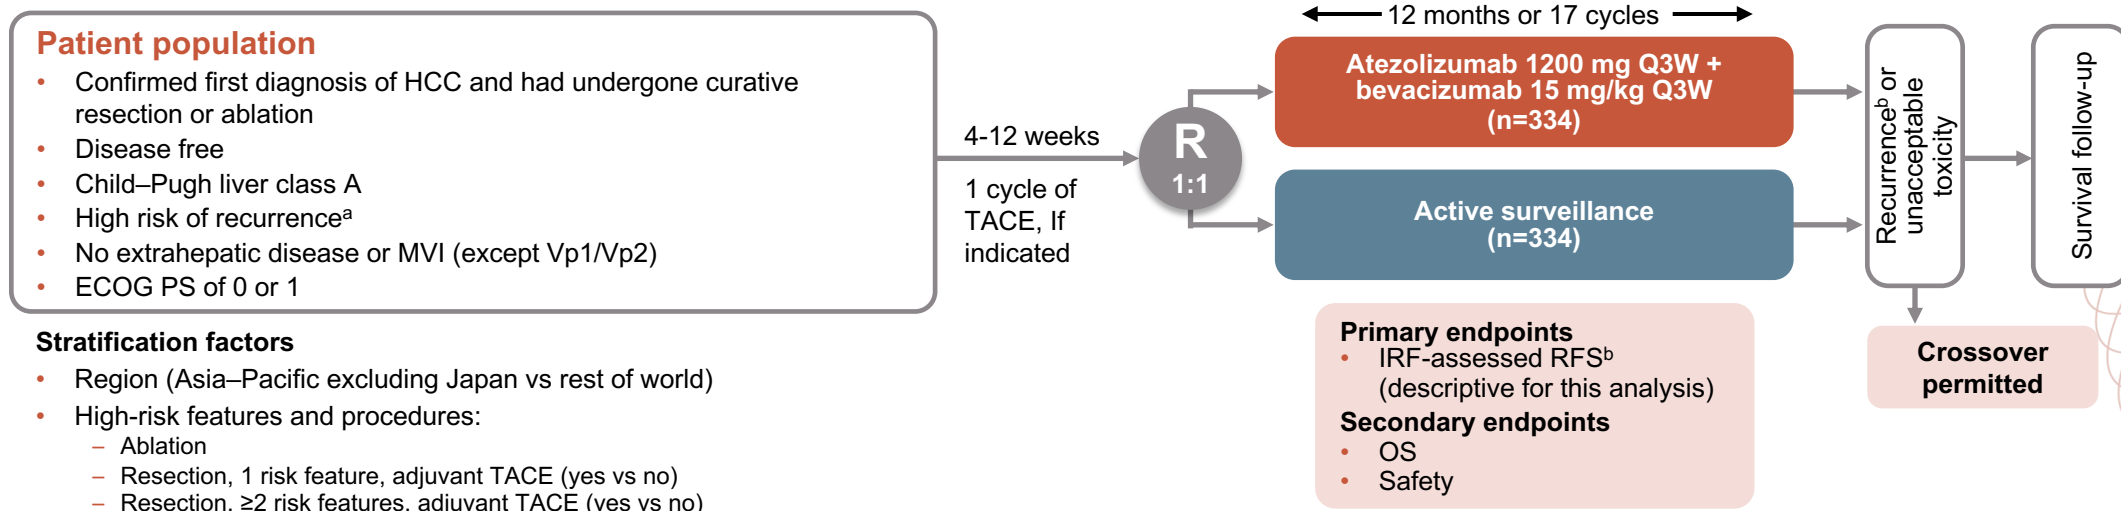 Patient population
• Confirmed first diagnosis of HCC and had undergone curative
resection or ablation
• Disease free
• Child–Pugh liver class A
• High risk of recurrenceᵃ
• No extrahepatic disease or MVI (except Vp1/Vp2)
• ECOG PS of 0 or 1
Stratification factors
• Region (Asia–Pacific excluding Japan vs rest of world)
• High-risk features and procedures:
– Ablation
– Resection, 1 risk feature, adjuvant TACE (yes vs no)
– Resection, ≥2 risk features, adjuvant TACE (yes vs no)
4-12 weeks
1 cycle of
TACE, If
indicated
R
1:1
12 months or 17 cycles
Atezolizumab 1200 mg Q3W +
bevacizumab 15 mg/kg Q3W
(n=334)
Active surveillance
(n=334)
Primary endpoints
• IRF-assessed RFSᵇ
(descriptive for this analysis)
Secondary endpoints
• OS
• Safety
Recurrenceᵇ or
unacceptable
toxicity
Crossover
permitted
Survival follow-up